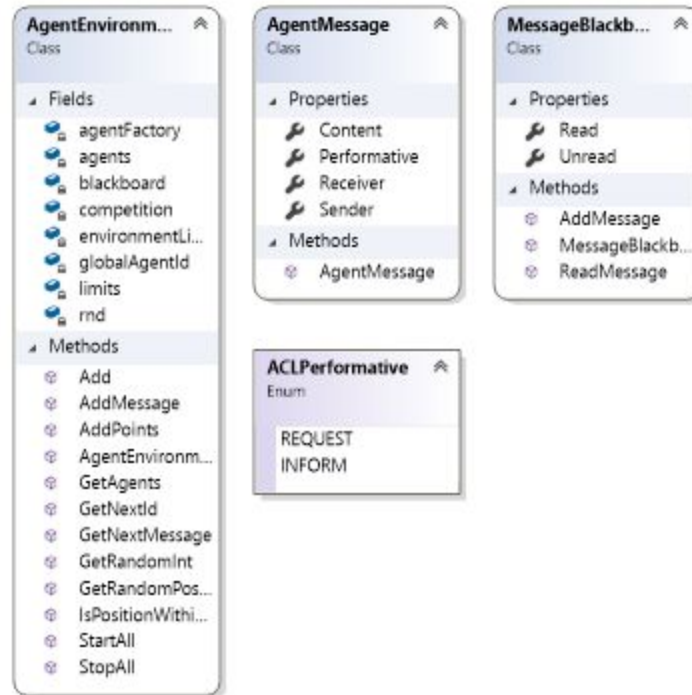 AgentEnvironm...
Class
Fields
agentFactory
agents
blackboard
competition
environmentLi...
globalAgentId
limits
rnd
Methods
Add
AddMessage
AddPoints
AgentEnvironm...
GetAgents
GetNextId
GetNextMessage
GetRandomInt
GetRandomPos...
IsPositionWithi...
StartAll
StopAll
AgentMessage
Class
Properties
Content
Performative
Receiver
Sender
Methods
AgentMessage
ACLPerformative
Enum
REQUEST
INFORM
MessageBlackb...
Class
Properties
Read
Unread
Methods
AddMessage
MessageBlackb...
ReadMessage